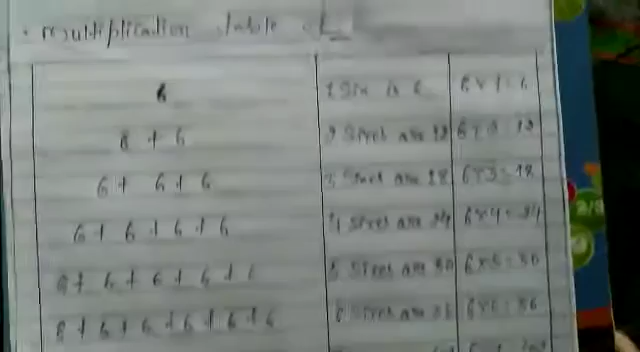 multiplication table 6
6 1 Six is 6 6 x 1 = 6
6 + 6 2 Sixes are 12 6 x 2 = 12
6 + 6 + 6 3 Sixes are 18 6 x 3 = 18
6 + 6 + 6 + 6 4 Sixes are 24 6 x 4 = 24
6 + 6 + 6 + 6 + 6 5 Sixes are 30 6 x 5 = 30
6 + 6 + 6 + 6 + 6 + 6 6 Sixes are 36 6 x 6 = 36